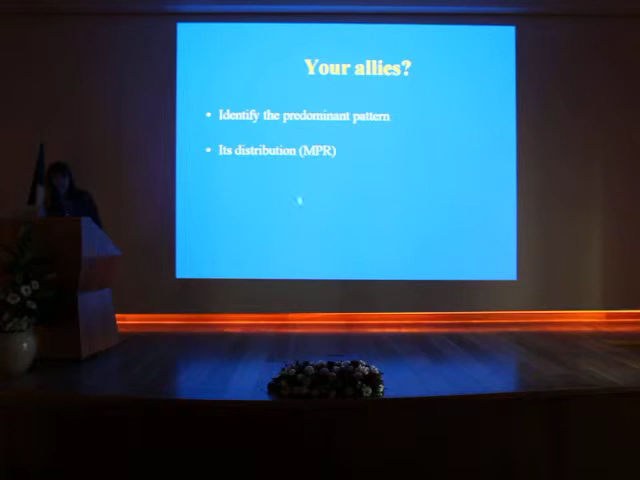 Your allies?
• Identify the predominant pattern
• Its distribution (MPR)